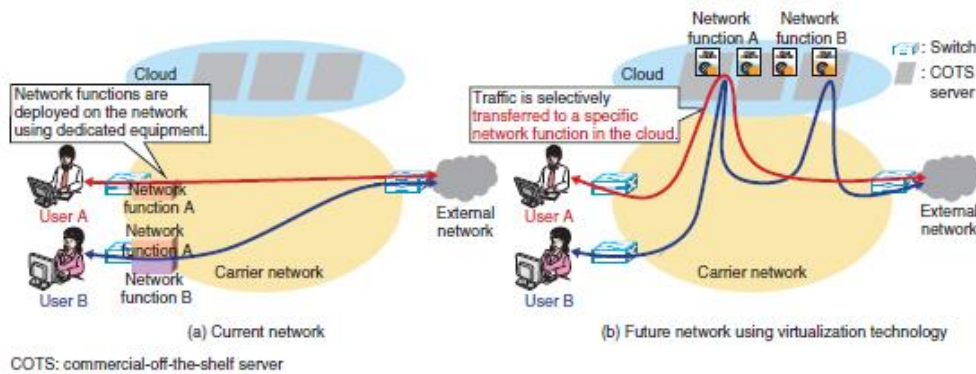 Cloud
Network functions are
deployed on the network
using dedicated equipment.
User A
Network
function A
User B
Network
function A
Network
function B
Carrier network
External
network
(a) Current network
Network
function A
Network
function B
Cloud
: Switch
: COTS
server
Traffic is selectively
transferred to a specific
network function in the cloud.
User A
User B
Carrier network
External
network
(b) Future network using virtualization technology
COTS: commercial-off-the-shelf server